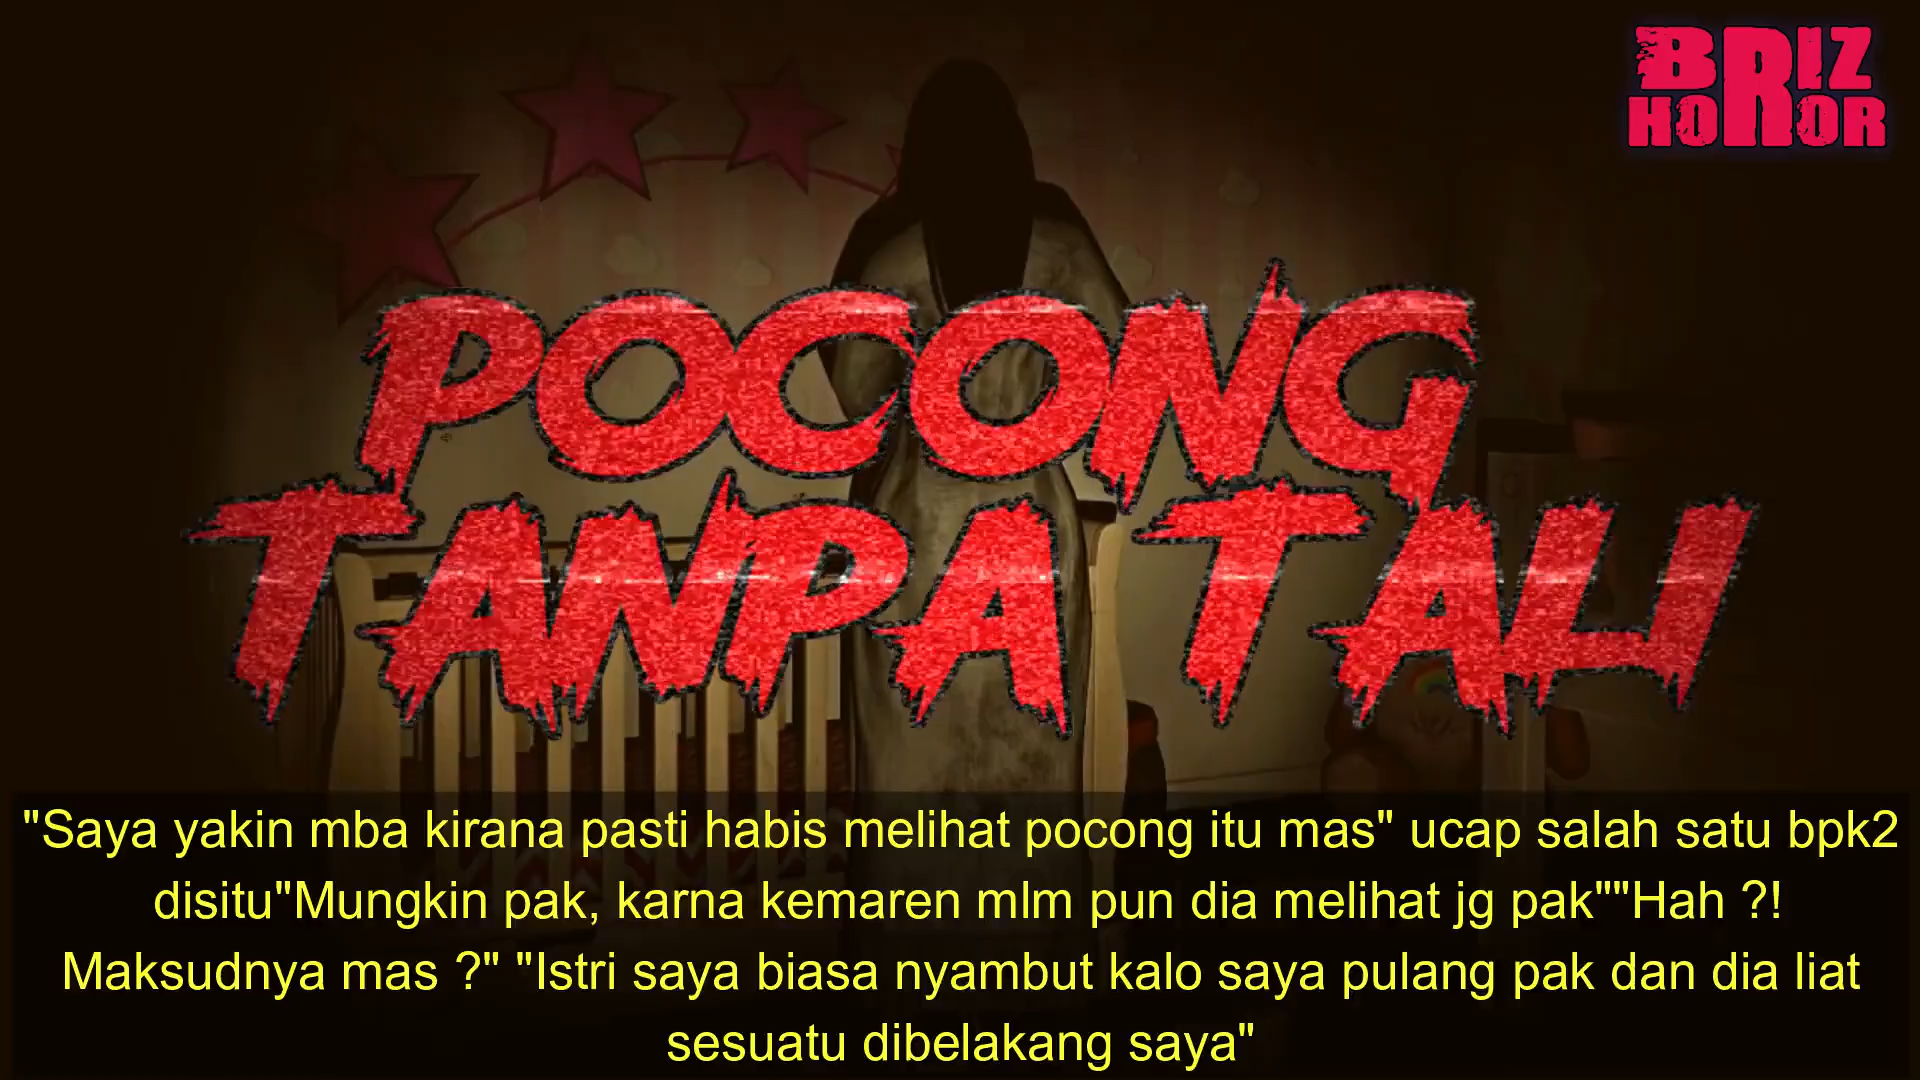 BRIZ
HORROR
POCONG
TANPA TALI
"Saya yakin mba kirana pasti habis melihat pocong itu mas" ucap salah satu bpk2
disitu"Mungkin pak, karna kemaren mlm pun dia melihat jg pak""Hah ?!
Maksudnya mas ?" "Istri saya biasa nyambut kalo saya pulang pak dan dia liat
sesuatu dibelakang saya"